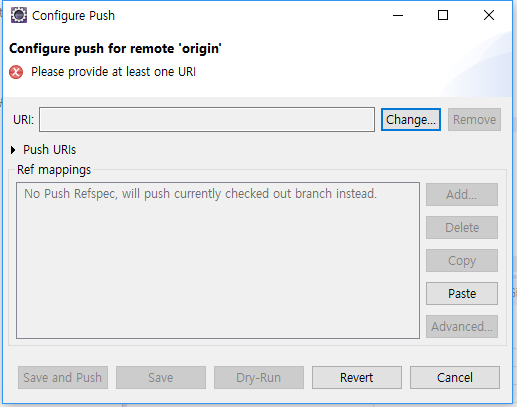 Configure Push
Configure push for remote 'origin'
Please provide at least one URI
URI:
Change...
Remove
Push URIs
Ref mappings
No Push Refspec, will push currently checked out branch instead.
Add...
Delete
Copy
Paste
Advanced...
Save and Push
Save
Dry-Run
Revert
Cancel